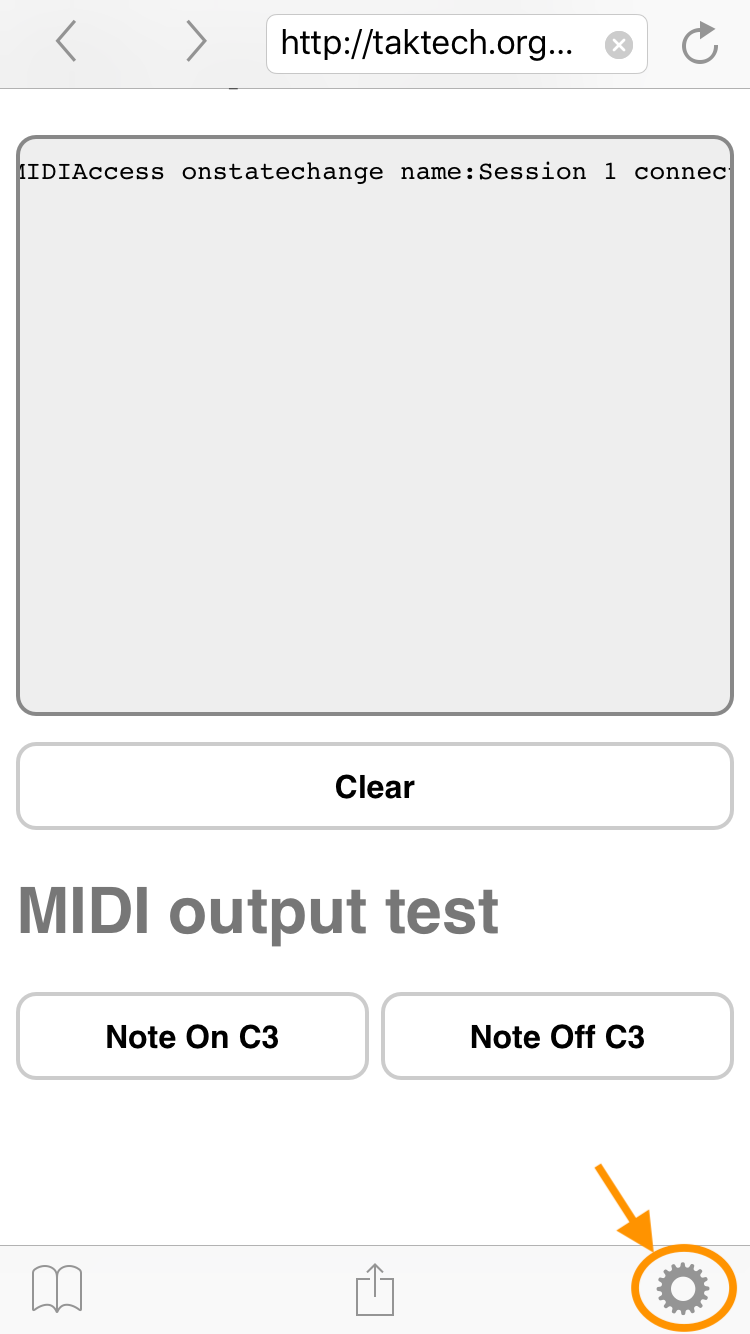 http://taktech.org...
MIDIAccess onstatechange name:Session 1 connec
Clear
MIDI output test
Note On C3
Note Off C3